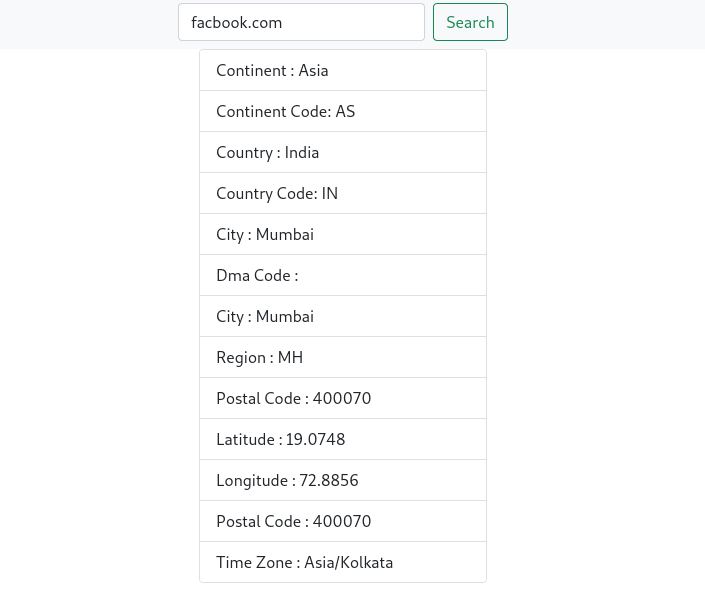 facbook.com
Search
Continent : Asia
Continent Code: AS
Country : India
Country Code: IN
City : Mumbai
Dma Code :
City : Mumbai
Region : MH
Postal Code : 400070
Latitude : 19.0748
Longitude : 72.8856
Postal Code : 400070
Time Zone : Asia/Kolkata